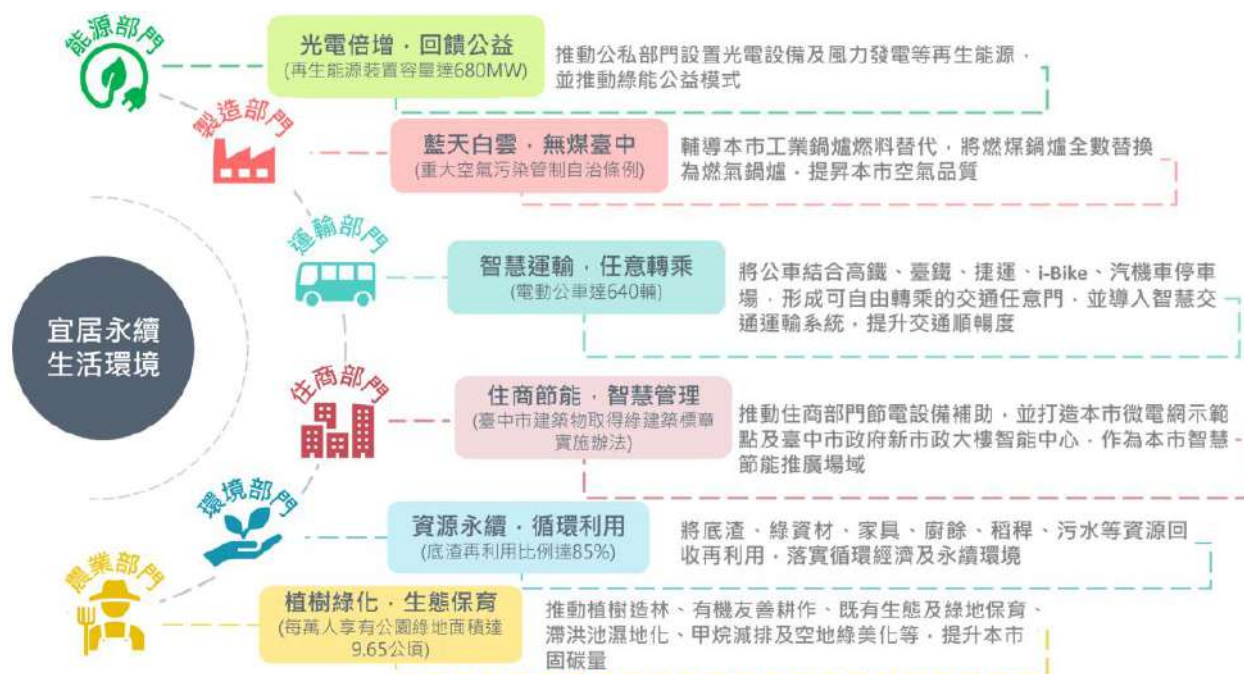 宜居永續
生活環境
能源部門
光電倍增．回饋公益
(再生能源裝置容量達680MW)
推動公私部門設置光電設備及風力發電等再生能源，
並推動綠能公益模式
製造部門
藍天白雲，無煤臺中
(重大空氣污染管制自治條例)
輔導本市工業鍋爐燃料替代，將燃煤鍋爐全數替換
為燃氣鍋爐．提昇本市空氣品質
運輸部門
智慧運輸，任意轉乘
(電動公車達640輛)
將公車結合高鐵、臺鐵、捷運、i-Bike、汽機車停車
場．形成可自由轉乘的交通任意門，並導入智慧交
通運輸系統，提升交通順暢度
住商部門
住商節能，智慧管理
(臺中市建築物取得綠建築標章
實施辦法)
推動住商部門節電設備補助，並打造本市微電網示範
點及臺中市政府新市政大樓智能中心．作為本市智慧
節能推廣場域
環境部門
資源永續．循環利用
(底渣再利用比例達85%)
將底渣、綠資材、家具、廚餘、稻稈、污水等資源回
收再利用，落實循環經濟及永續環境
農業部門
植樹綠化．生態保育
(每萬人享有公園綠地面積達
9.65公頃)
推動植樹造林、有機友善耕作、既有生態及綠地保育、
滯洪池濕地化、甲烷減排及空地綠美化等，提升本市
固碳量